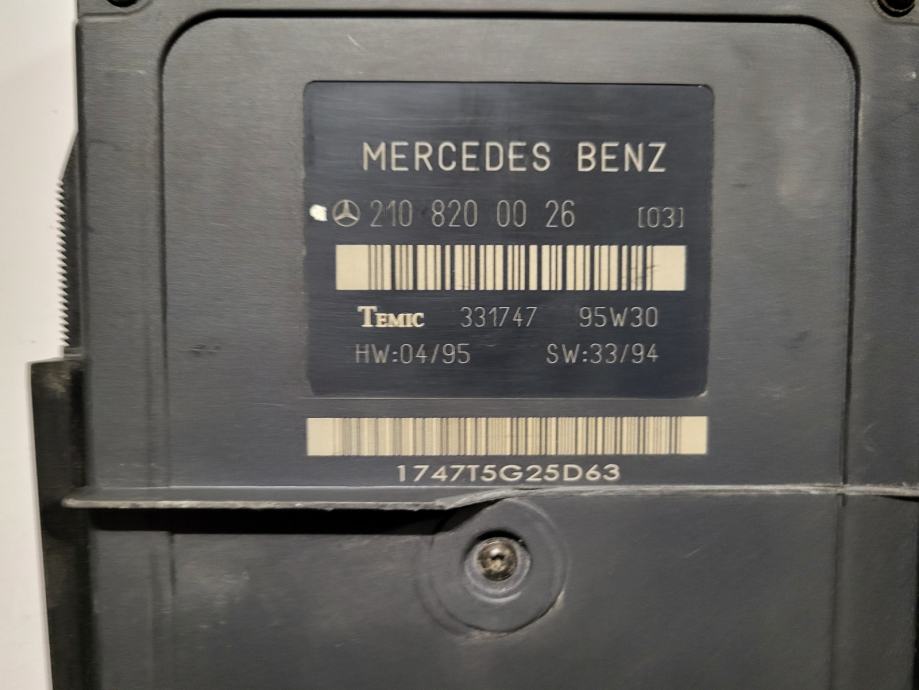 MERCEDES BENZ
210 820 00 26 [03]
TEMIC 331747 95W30
HW:04/95 SW:33/94
1747T5G25D63